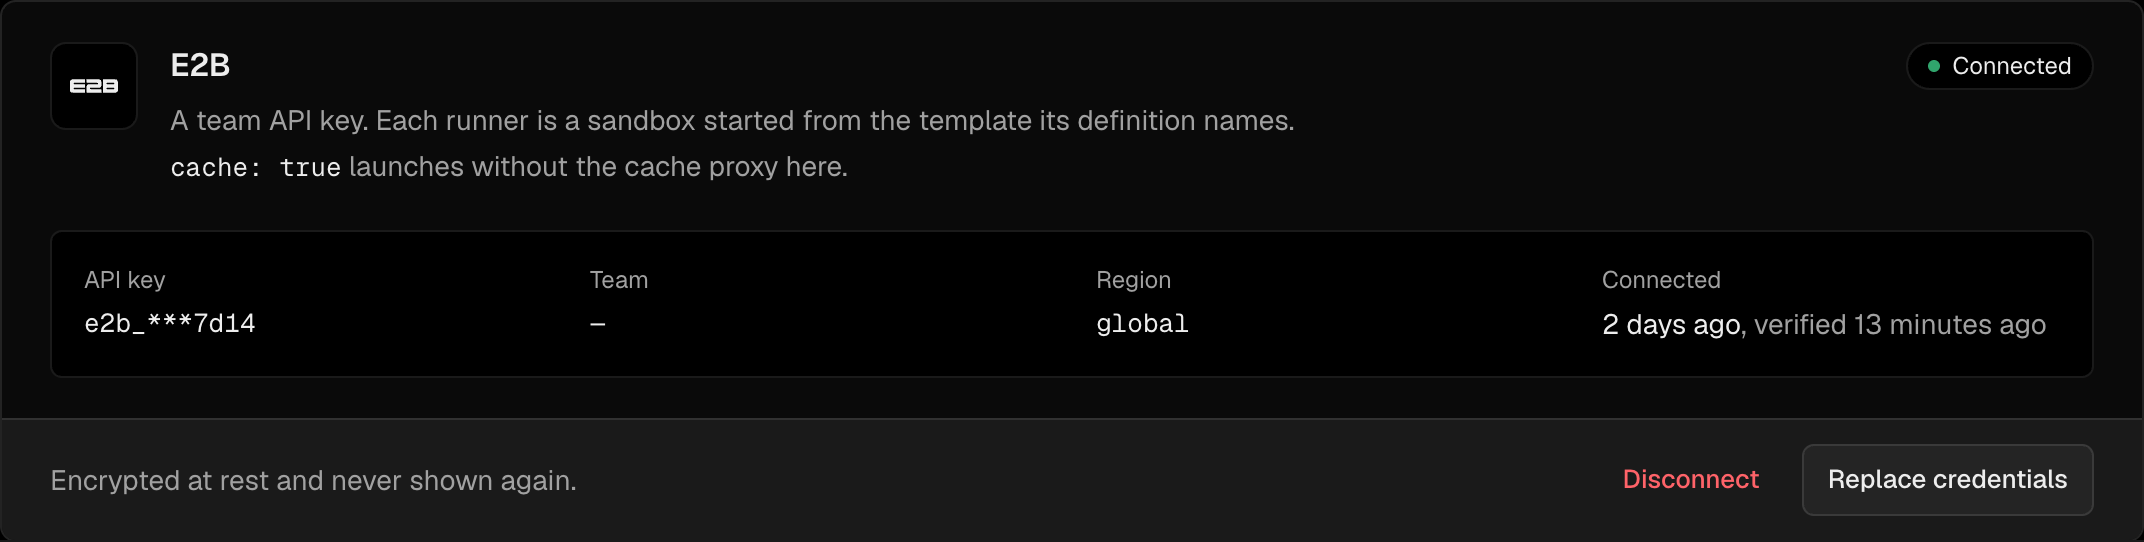 E2B
E2B
Connected
A team API key. Each runner is a sandbox started from the template its definition names.
cache: true launches without the cache proxy here.
API key
e2b_***7d14
Team
–
Region
global
Connected
2 days ago, verified 13 minutes ago
Encrypted at rest and never shown again.
Disconnect
Replace credentials